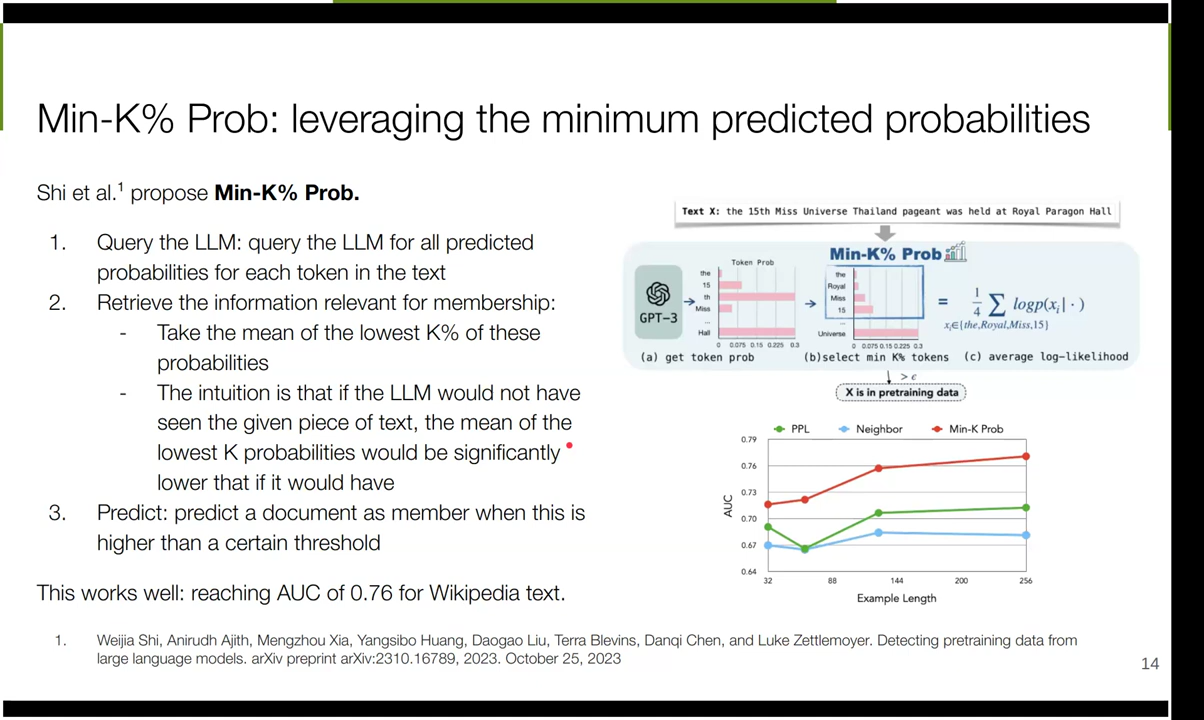 Min-K% Prob: leveraging the minimum predicted probabilities
Shi et al.¹ propose Min-K% Prob.
1. Query the LLM: query the LLM for all predicted
probabilities for each token in the text
2. Retrieve the information relevant for membership:
- Take the mean of the lowest K% of these
probabilities
- The intuition is that if the LLM would not have
seen the given piece of text, the mean of the
lowest K probabilities would be significantly
lower that if it would have
3. Predict: predict a document as member when this is
higher than a certain threshold
This works well: reaching AUC of 0.76 for Wikipedia text.
Text X: the 15th Miss Universe Thailand pageant was held at Royal Paragon Hall
Min-K% Prob
GPT-3
Token Prob
the
15
th
Miss
...
Hall
0 0.075 0.15 0.225 0.3
the
Royal
Miss
15
...
Universe
0 0.075 0.15 0.225 0.3
= 1/4 ∑ logp(xᵢ| · )
xᵢ∈{the,Royal,Miss,15}
(a) get token prob (b)select min K% tokens (c) average log-likelihood
> ϵ
X is in pretraining data
PPL Neighbor Min-K Prob
AUC
0.79
0.76
0.73
0.70
0.67
0.64
32 88 144 200 256
Example Length
1. Weijia Shi, Anirudh Ajith, Mengzhou Xia, Yangsibo Huang, Daogao Liu, Terra Blevins, Danqi Chen, and Luke Zettlemoyer. Detecting pretraining data from
large language models. arXiv preprint arXiv:2310.16789, 2023. October 25, 2023
14